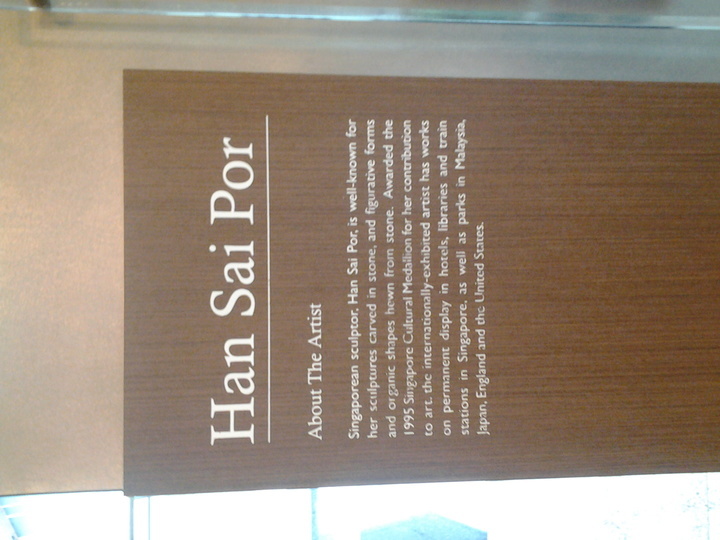 Han Sai Por
About The Artist
Singaporean sculptor, Han Sai Por, is well-known for
her sculptures carved in stone, and figurative forms
and organic shapes hewn from stone. Awarded the
1995 Singapore Cultural Medallion for her contribution
to art, the internationally-exhibited artist has works
on permanent display in hotels, libraries and train
stations in Singapore, as well as parks in Malaysia,
Japan, England and the United States.